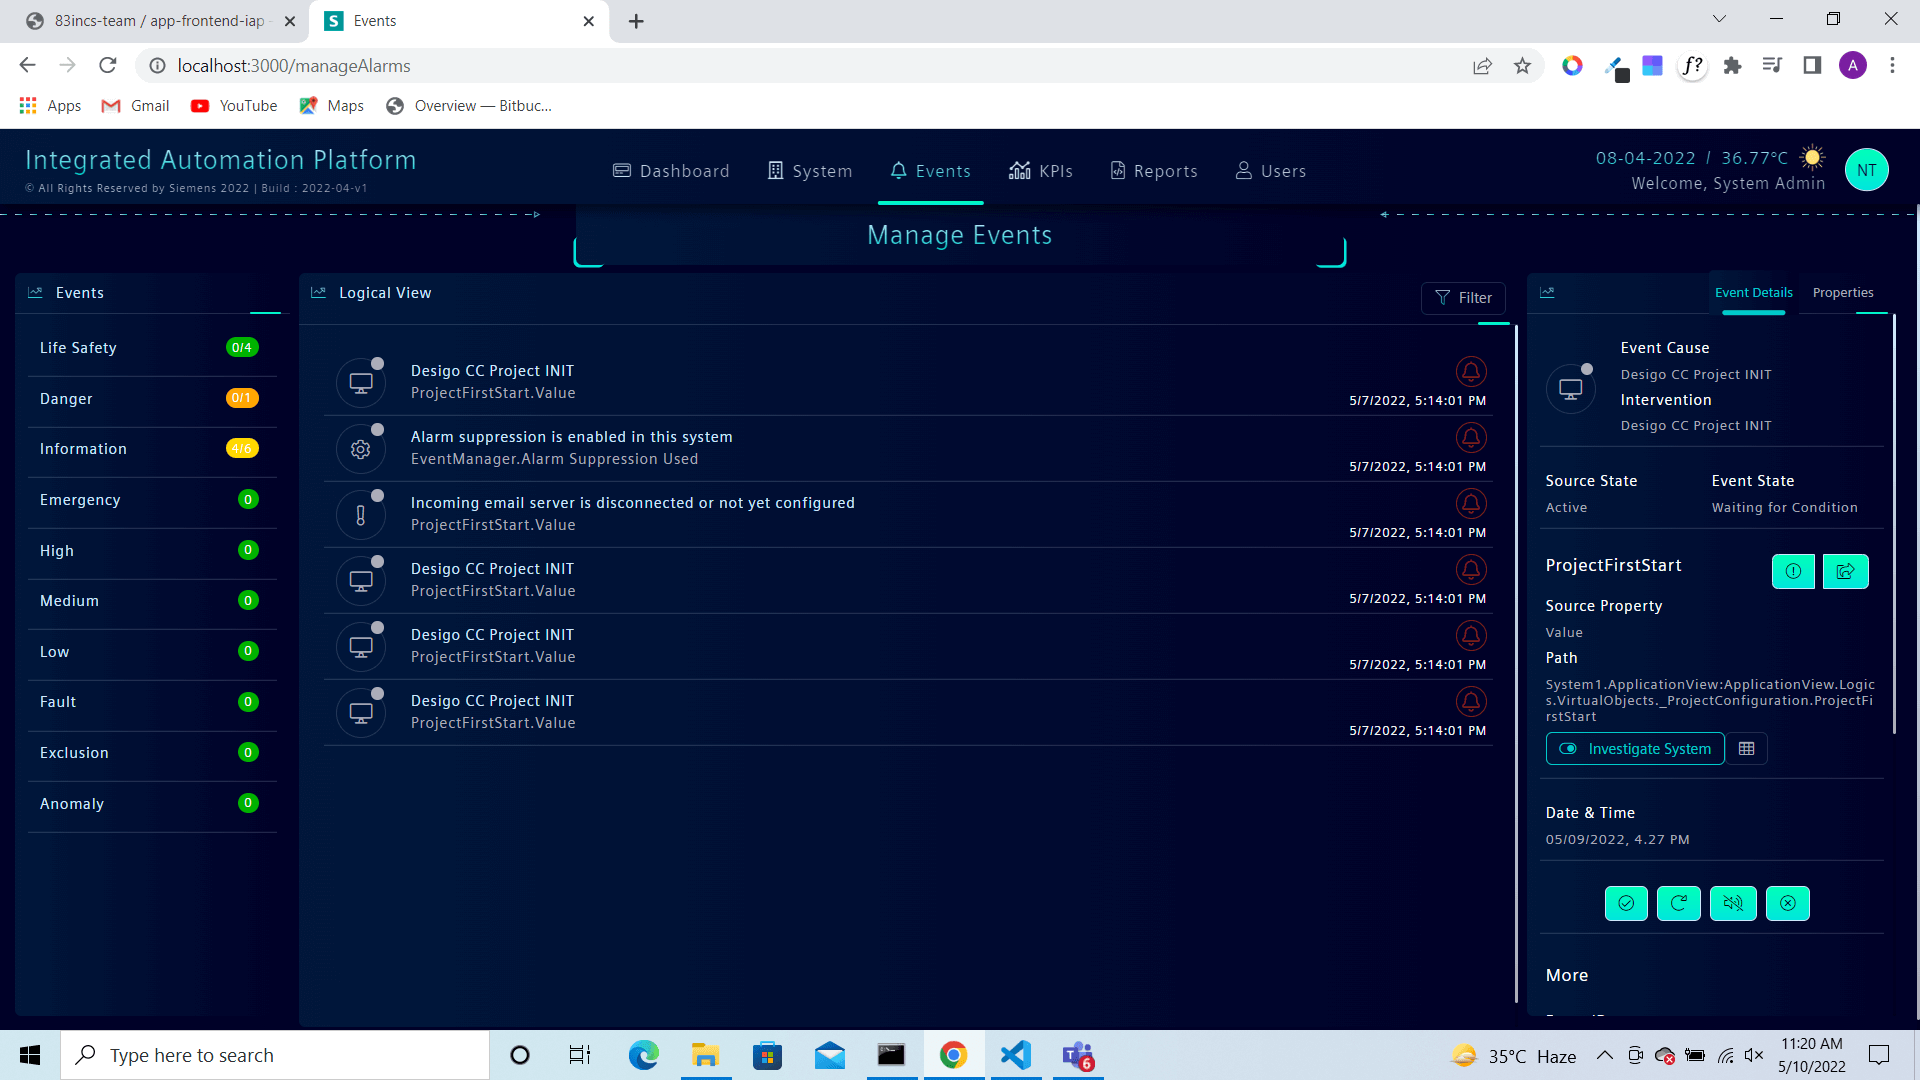 83incs-team / app-frontend-iap
Events
localhost:3000/manageAlarms
f?
A
Apps
Gmail
YouTube
Maps
Overview — Bitbuc...
Integrated Automation Platform
© All Rights Reserved by Siemens 2022 | Build : 2022-04-v1
Dashboard
System
Events
KPIs
Reports
Users
08-04-2022 / 36.77°C
Welcome, System Admin
NT
Manage Events
Events
Life Safety 0/4
Danger 0/1
Information 4/6
Emergency 0
High 0
Medium 0
Low 0
Fault 0
Exclusion 0
Anomaly 0
Logical View
Filter
Desigo CC Project INIT
ProjectFirstStart.Value
5/7/2022, 5:14:01 PM
Alarm suppression is enabled in this system
EventManager.Alarm Suppression Used
5/7/2022, 5:14:01 PM
Incoming email server is disconnected or not yet configured
ProjectFirstStart.Value
5/7/2022, 5:14:01 PM
Desigo CC Project INIT
ProjectFirstStart.Value
5/7/2022, 5:14:01 PM
Desigo CC Project INIT
ProjectFirstStart.Value
5/7/2022, 5:14:01 PM
Desigo CC Project INIT
ProjectFirstStart.Value
5/7/2022, 5:14:01 PM
Event Details
Properties
Event Cause
Desigo CC Project INIT
Intervention
Desigo CC Project INIT
Source State
Active
Event State
Waiting for Condition
ProjectFirstStart
Source Property
Value
Path
System1.ApplicationView:ApplicationView.Logic
s.VirtualObjects._ProjectConfiguration.ProjectFi
rstStart
Investigate System
Date & Time
05/09/2022, 4.27 PM
More
Type here to search
6
35°C Haze
11:20 AM
5/10/2022